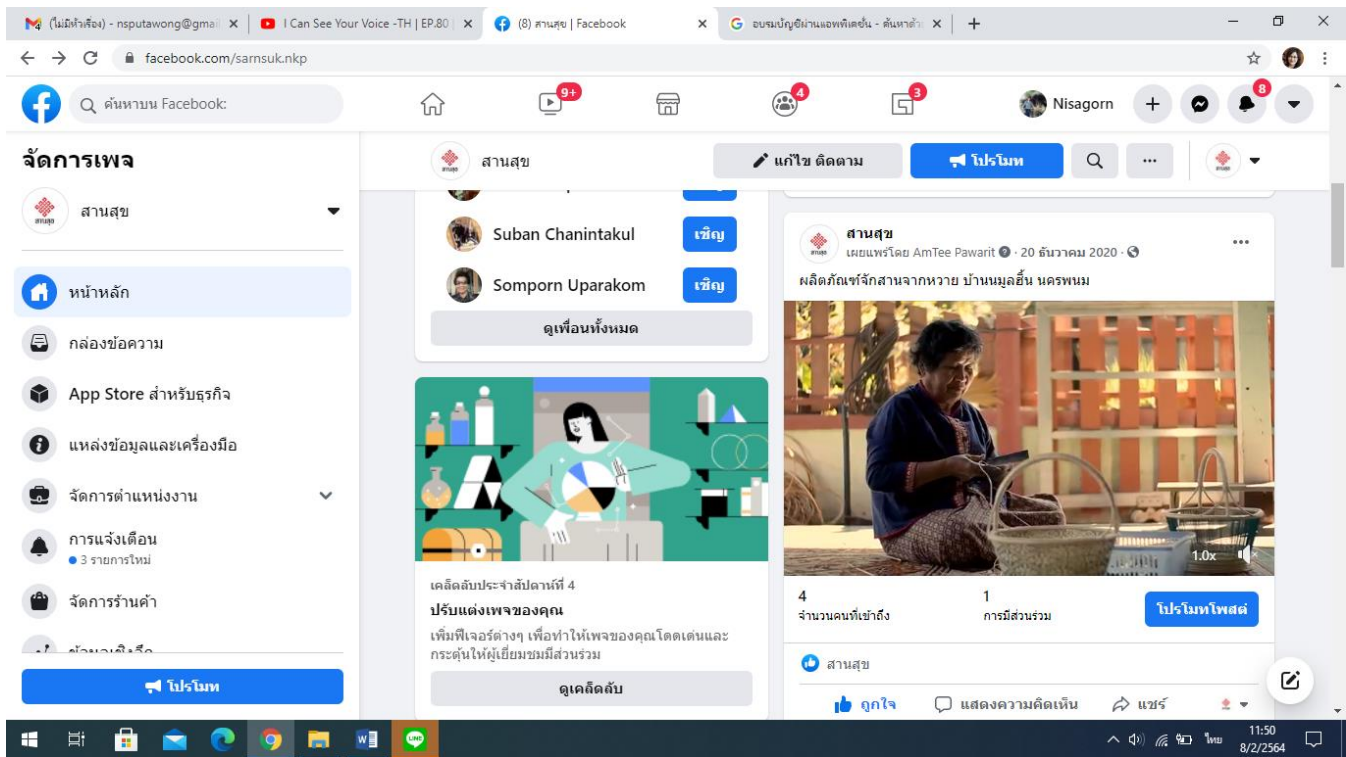 (ไม่มีหัวเรื่อง) - nsputawong@gmai
I Can See Your Voice -TH | EP.80 |
(8) สานสุข | Facebook
อบรมบัญชีผ่านแอพพิเคชั่น - ค้นหาด้ว
facebook.com/sarnsuk.nkp
ค้นหาบน Facebook:
9+
4
3
Nisagorn
8
จัดการเพจ
สานสุข
หน้าหลัก
กล่องข้อความ
App Store สำหรับธุรกิจ
แหล่งข้อมูลและเครื่องมือ
จัดการตำแหน่งงาน
การแจ้งเตือน
3 รายการใหม่
จัดการร้านค้า
ข้อมูลเชิงลึก
โปรโมท
สานสุข
แก้ไข ติดตาม
โปรโมท
เชิญ
Suban Chanintakul
เชิญ
Somporn Uparakom
เชิญ
ดูเพื่อนทั้งหมด
เคล็ดลับประจำสัปดาห์ที่ 4
ปรับแต่งเพจของคุณ
เพิ่มฟีเจอร์ต่างๆ เพื่อทำให้เพจของคุณโดดเด่นและ
กระตุ้นให้ผู้เยี่ยมชมมีส่วนร่วม
ดูเคล็ดลับ
สานสุข
เผยแพร่โดย AmTee Pawarit · 20 ธันวาคม 2020 ·
ผลิตภัณฑ์จักสานจากหวาย บ้านนมูลฮิ้น นครพนม
1.0x
4
จำนวนคนที่เข้าถึง
1
การมีส่วนร่วม
โปรโมทโพสต์
สานสุข
ถูกใจ
แสดงความคิดเห็น
แชร์
ไทย
11:50
8/2/2564